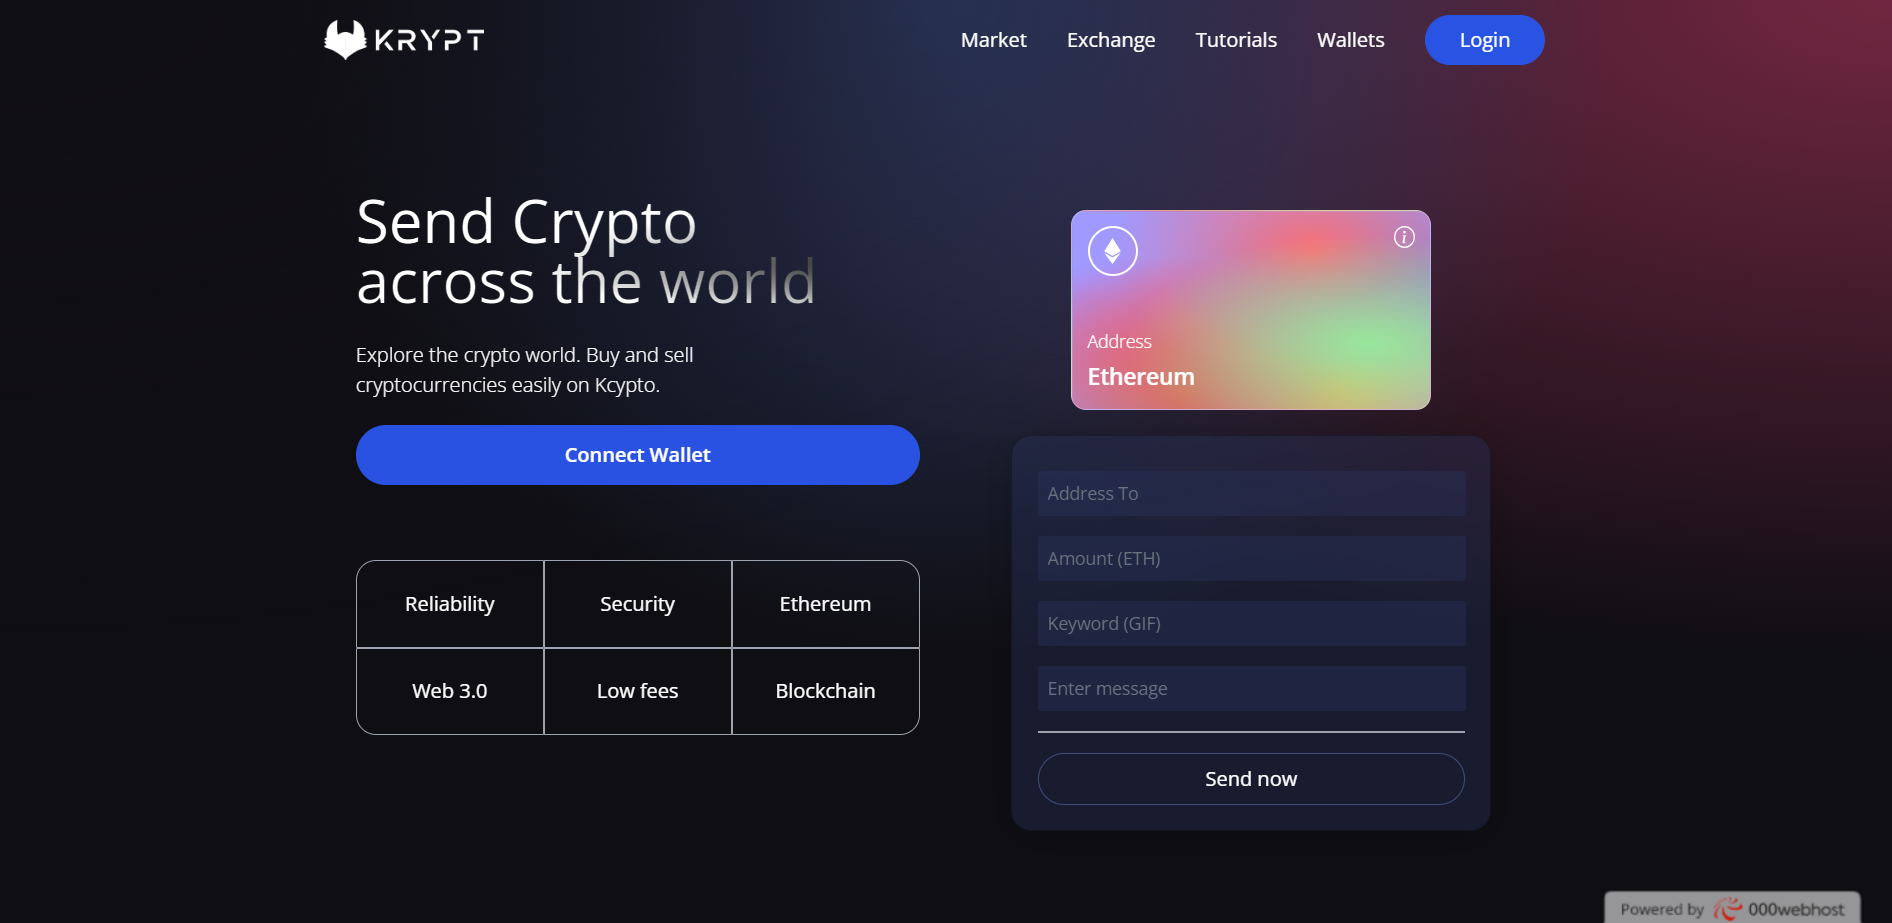 KRYPT
Market
Exchange
Tutorials
Wallets
Login
Send Crypto
across the world
Explore the crypto world. Buy and sell
cryptocurrencies easily on Kcypto.
Connect Wallet
Reliability
Security
Ethereum
Web 3.0
Low fees
Blockchain
i
Address
Ethereum
Address To
Amount (ETH)
Keyword (GIF)
Enter message
Send now
Powered by 000webhost